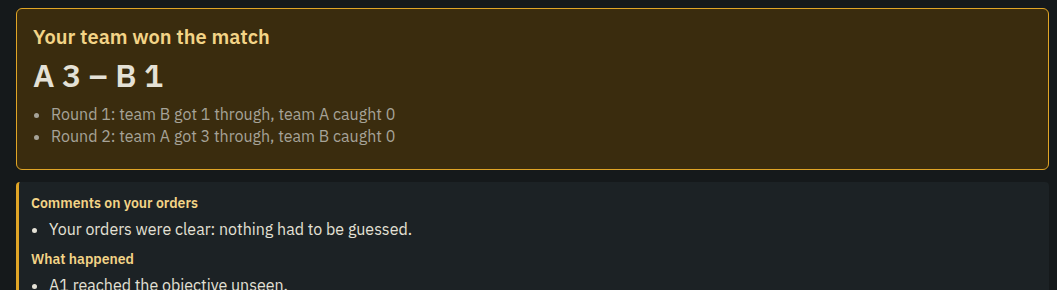 Your team won the match
A 3 – B 1
• Round 1: team B got 1 through, team A caught 0
• Round 2: team A got 3 through, team B caught 0
Comments on your orders
• Your orders were clear: nothing had to be guessed.
What happened
• A1 reached the objective unseen.